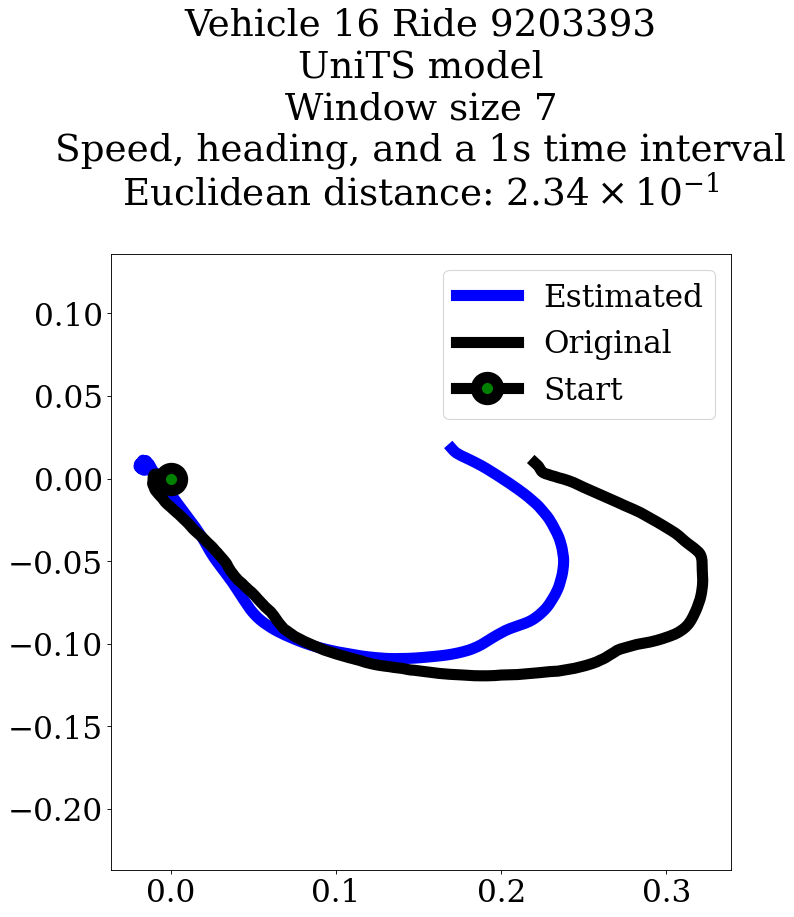 Vehicle 16 Ride 9203393
UniTS model
Window size 7
Speed, heading, and a 1s time interval
Euclidean distance: 2.34 × 10⁻¹
Estimated
Original
Start
0.10
0.05
0.00
−0.05
−0.10
−0.15
−0.20
0.0 0.1 0.2 0.3